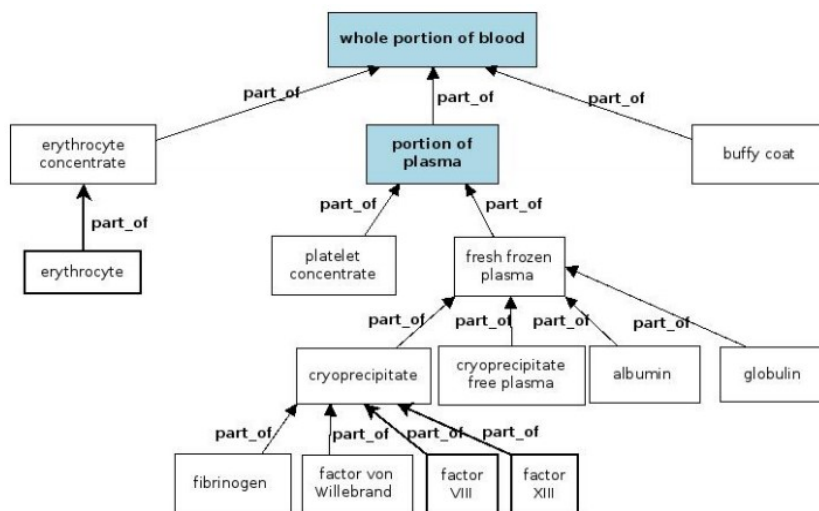 whole portion of blood
part_of
part_of
part_of
erythrocyte
concentrate
portion of
plasma
buffy coat
part_of
part_of
part_of
erythrocyte
platelet
concentrate
fresh frozen
plasma
part_of
part_of
part_of
part_of
cryoprecipitate
cryoprecipitate
free plasma
albumin
globulin
part_of
part_of
part_of
part_of
fibrinogen
factor von
Willebrand
factor
VIII
factor
XIII